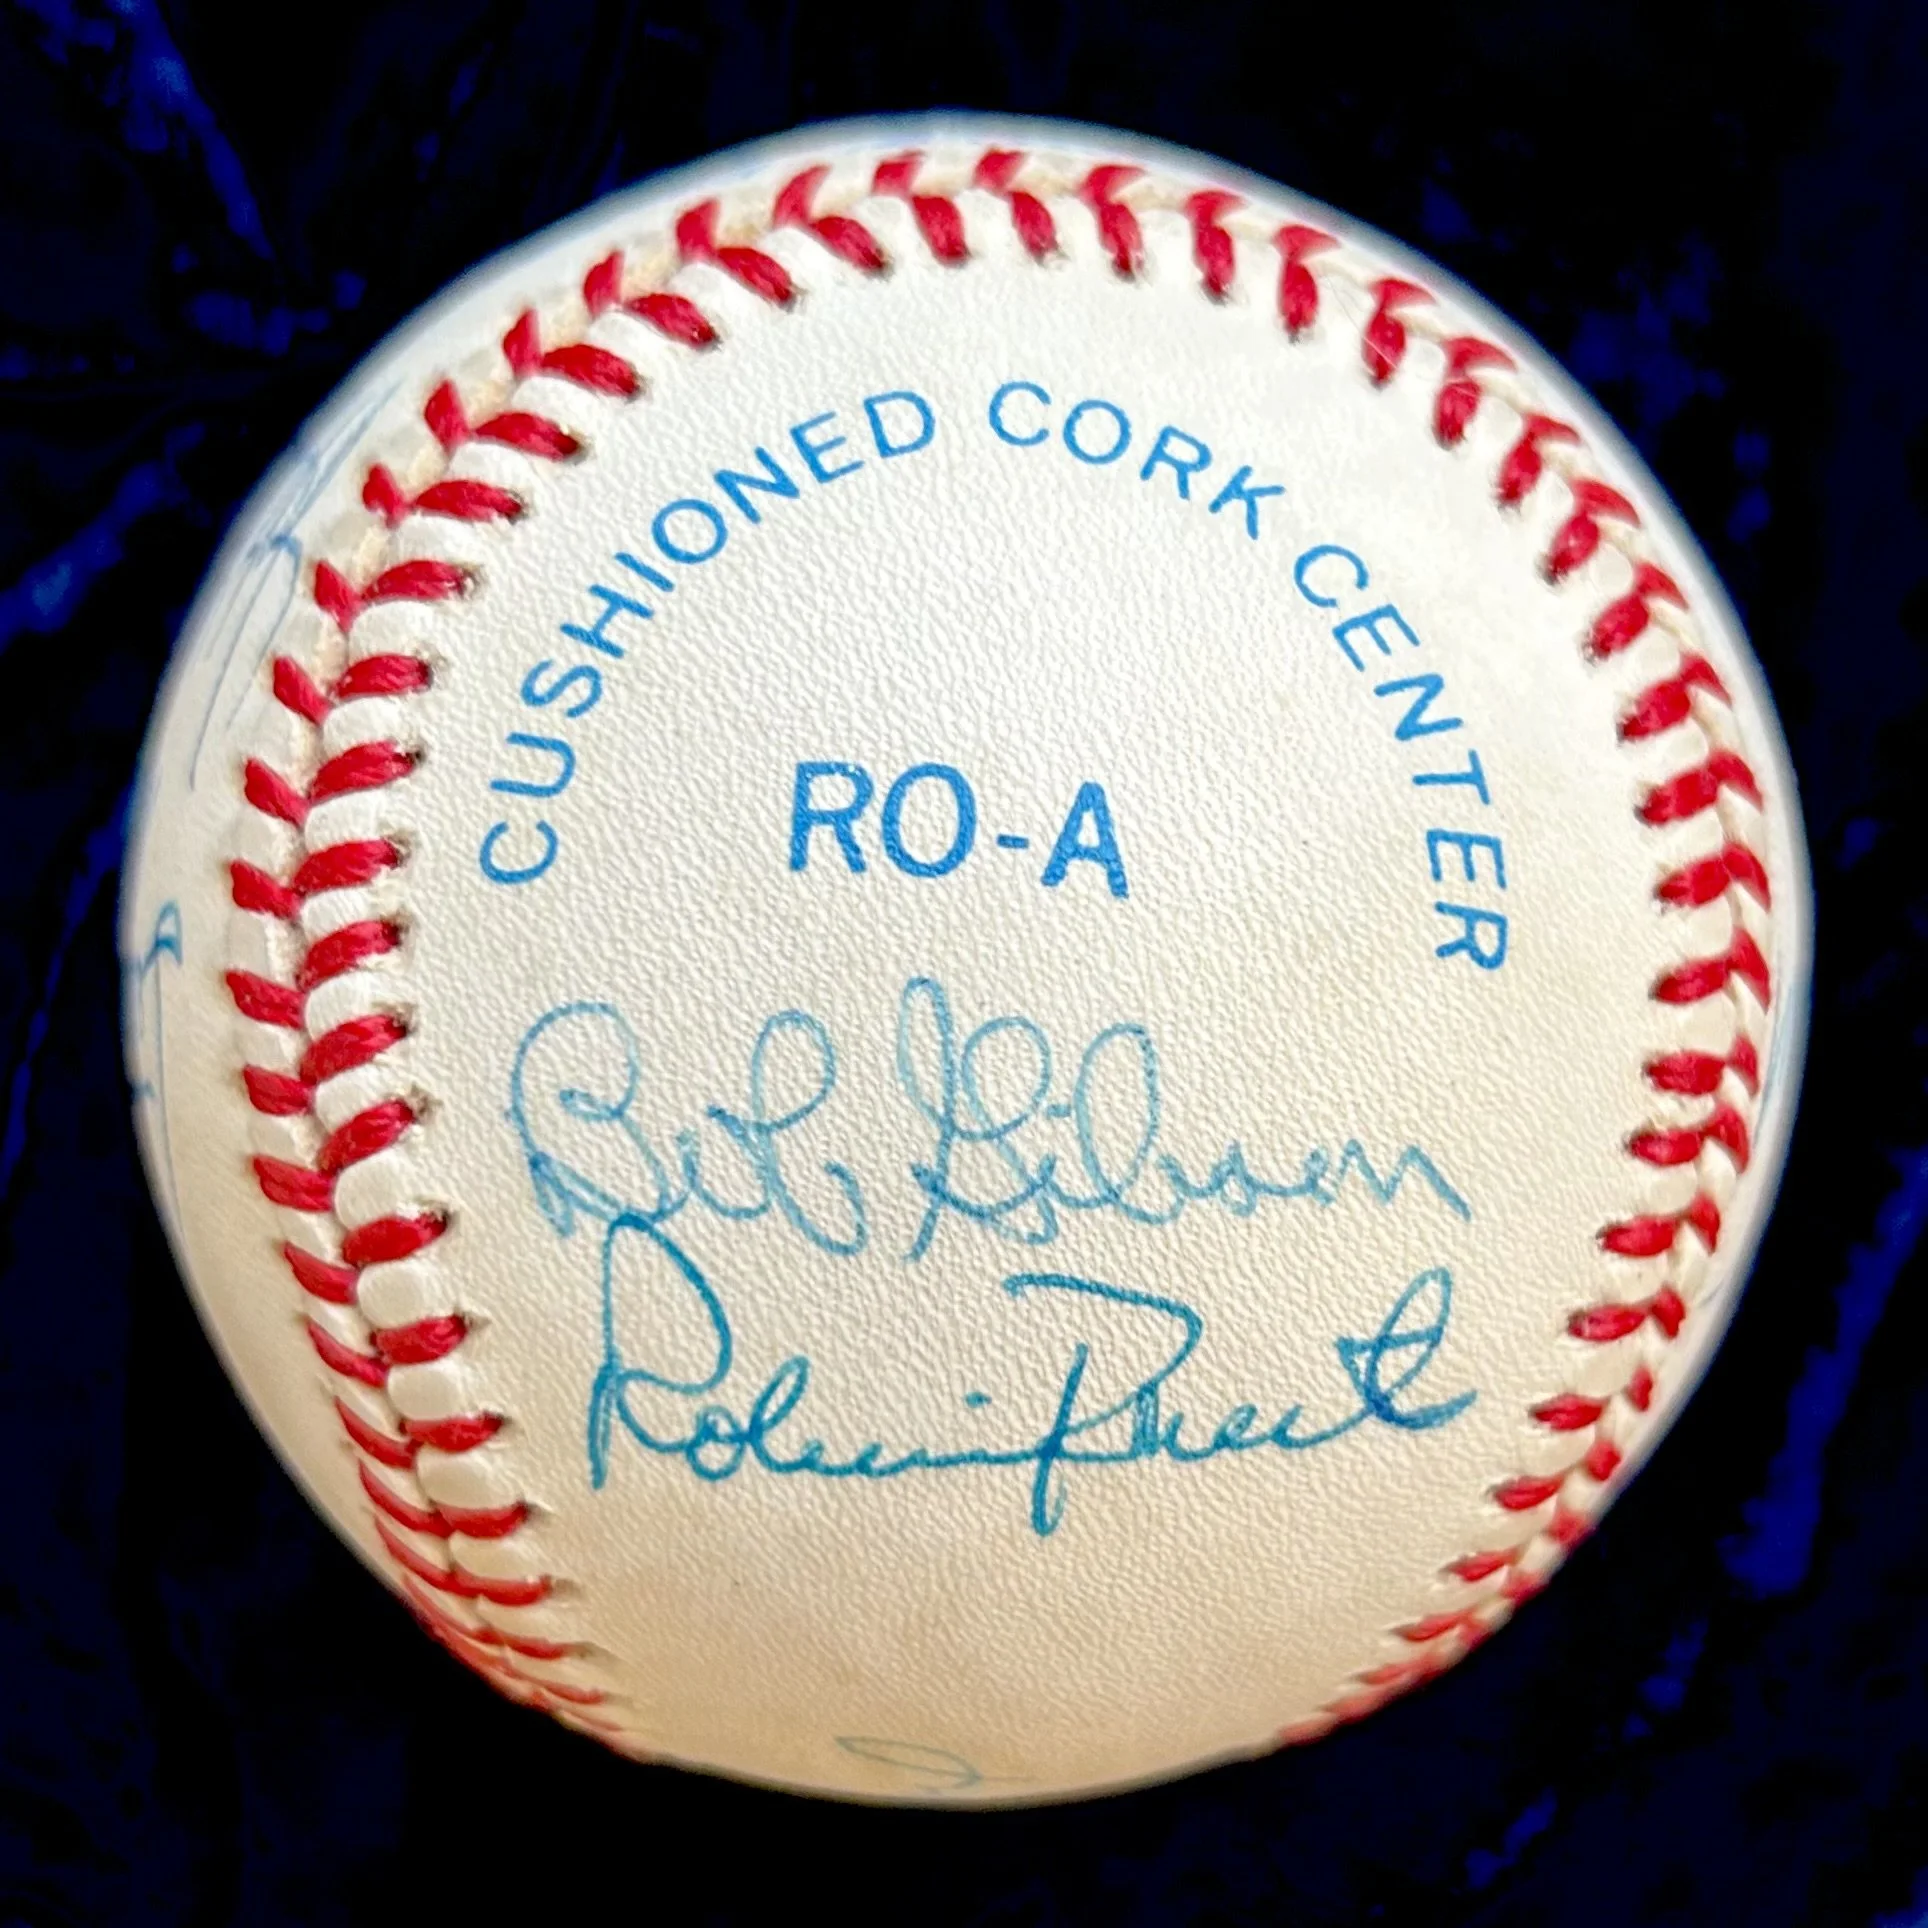 CUSHIONED CORK CENTER
RO-A
Bob Gibson
Robin Roberts